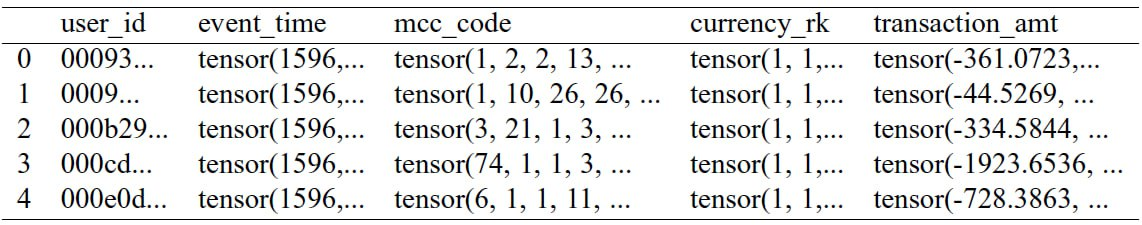 user_id event_time mcc_code currency_rk transaction_amt
0 00093... tensor(1596,... tensor(1, 2, 2, 13, ... tensor(1, 1,... tensor(-361.0723,...
1 0009... tensor(1596,... tensor(1, 10, 26, 26, ... tensor(1, 1,... tensor(-44.5269, ...
2 000b29... tensor(1596,... tensor(3, 21, 1, 3, ... tensor(1, 1,... tensor(-334.5844, ...
3 000cd... tensor(1596,... tensor(74, 1, 1, 3, ... tensor(1, 1,... tensor(-1923.6536, ...
4 000e0d... tensor(1596,... tensor(6, 1, 1, 11, ... tensor(1, 1,... tensor(-728.3863, ...